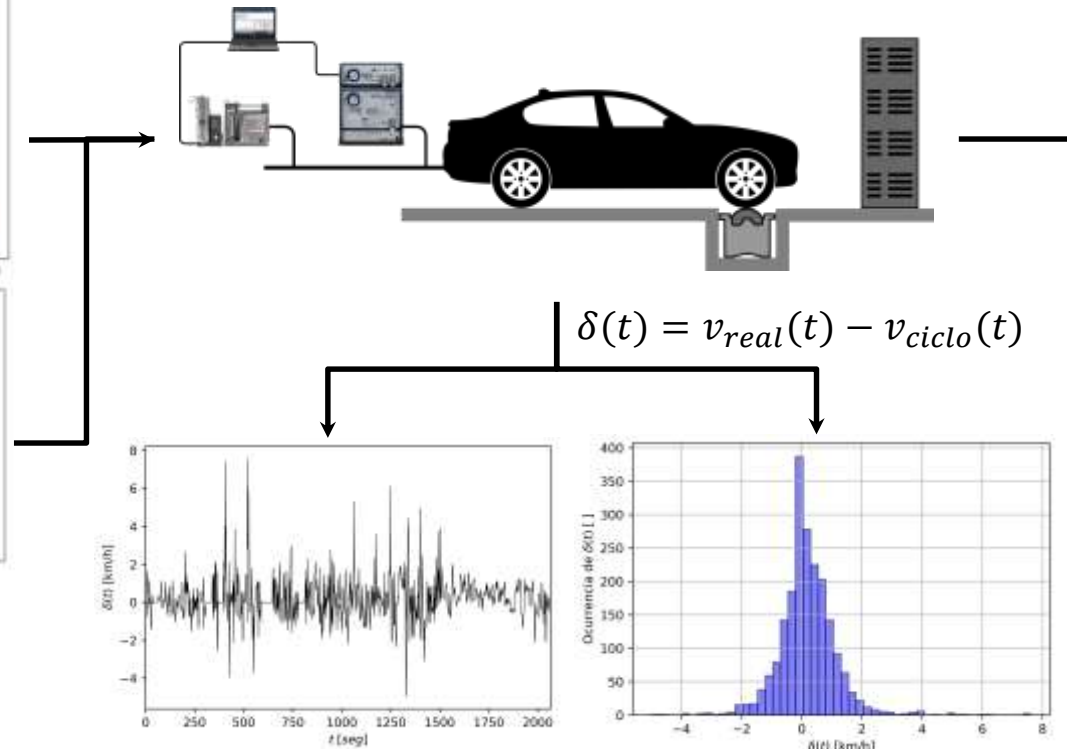 δ(t) = v_real(t) − v_ciclo(t)
8
6
4
2
0
−2
−4
δ(t) [km/h]
0 250 500 750 1000 1250 1500 1750 2000
t [seg]
400
350
300
250
200
150
100
50
0
Ocurrencia de δ(t) [ ]
−4 −2 0 2 4 6 8
δ(t) [km/h]